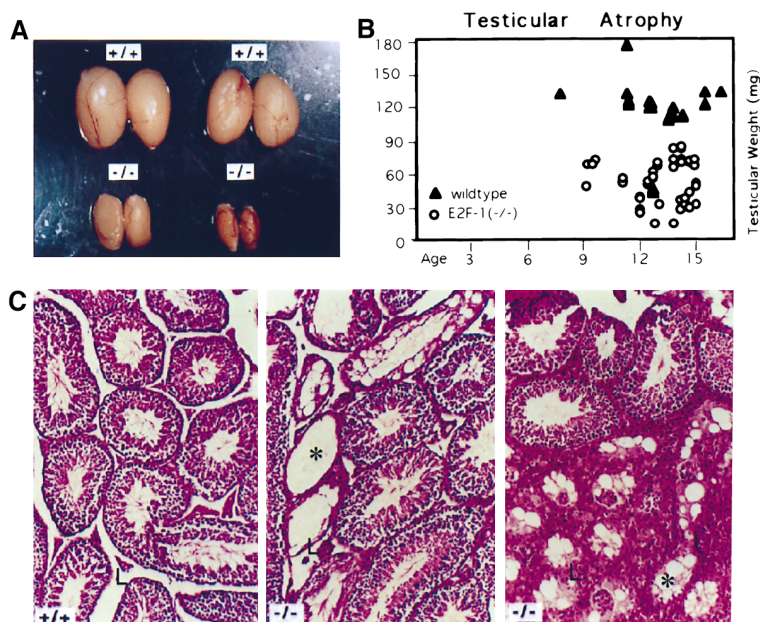 A
+/+
+/+
-/-
-/-
B
Testicular Atrophy
180
150
120
90
60
30
0
wildtype
E2F-1(-/-)
Age 3 6 9 12 15
Testicular Weight (mg)
C
L
+/+
*
L
-/-
L
*
-/-